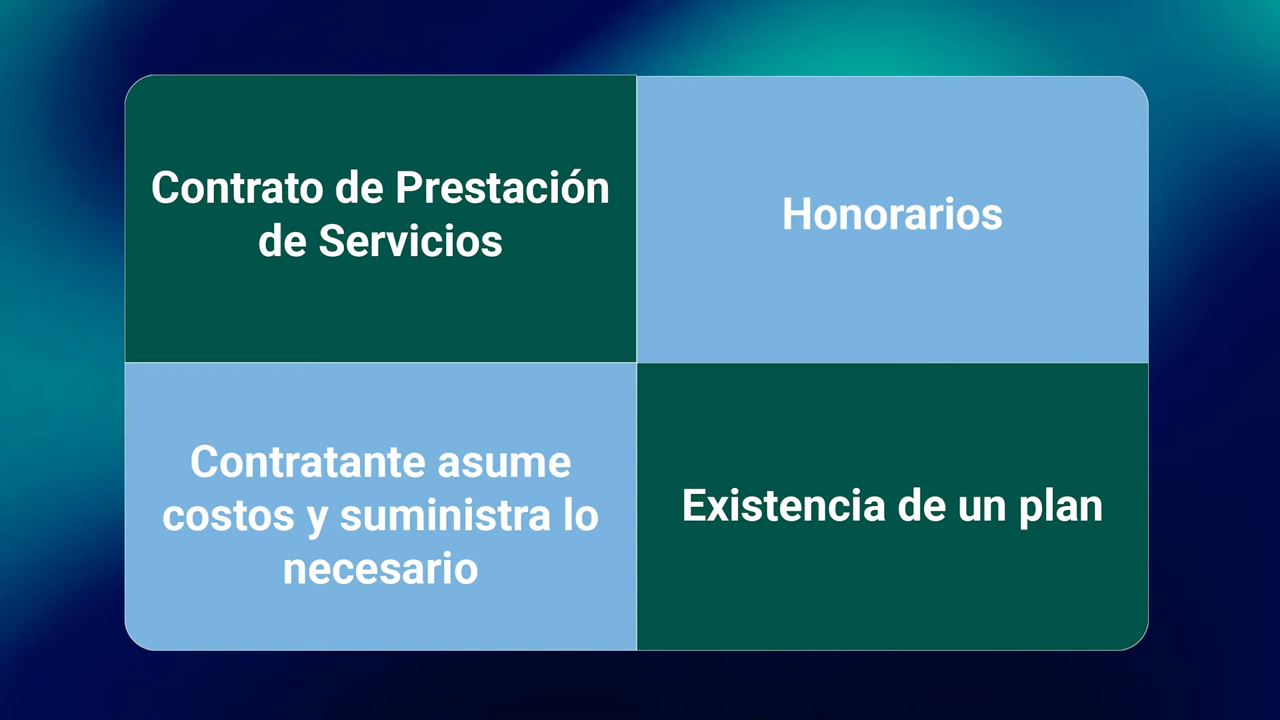 Contrato de Prestación
de Servicios
Honorarios
Contratante asume
costos y suministra lo
necesario
Existencia de un plan